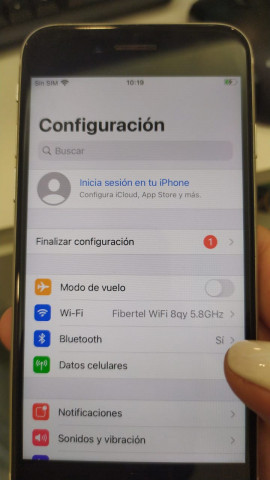 Sin SIM 10:19
Configuración
Buscar
Inicia sesión en tu iPhone
Configura iCloud, App Store y más.
Finalizar configuración 1
Modo de vuelo
Wi-Fi Fibertel WiFi 8qy 5.8GHz
Bluetooth Sí
Datos celulares
Notificaciones
Sonidos y vibración